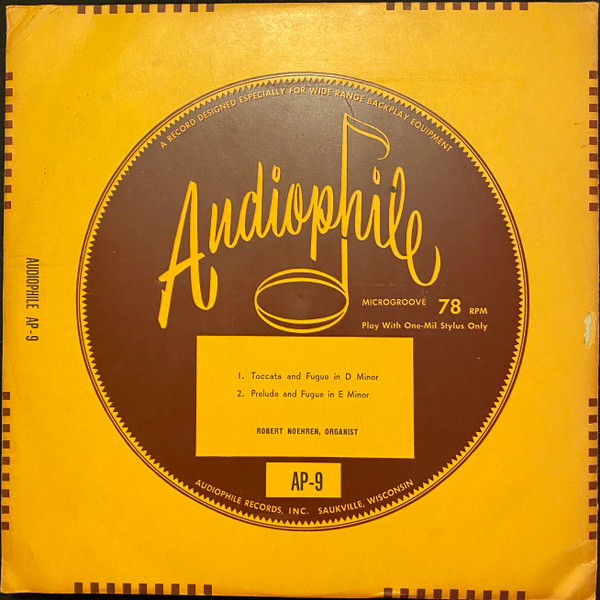 A RECORD DESIGNED ESPECIALLY FOR WIDE RANGE BACKPLAY EQUIPMENT
Audiophile
MICROGROOVE 78 RPM
Play With One-Mil Stylus Only
AUDIOPHILE AP-9
1. Toccata and Fugue in D Minor
2. Prelude and Fugue in E Minor
ROBERT NOEHREN, ORGANIST
AP-9
AUDIOPHILE RECORDS, INC. SAUKVILLE, WISCONSIN